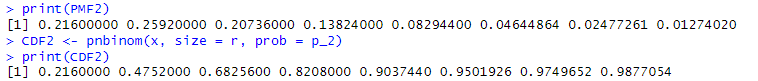 > print(PMF2)
[1] 0.21600000 0.25920000 0.20736000 0.13824000 0.08294400 0.04644864 0.02477261 0.01274020
> CDF2 <- pnbinom(x, size = r, prob = p_2)
> print(CDF2)
[1] 0.2160000 0.4752000 0.6825600 0.8208000 0.9037440 0.9501926 0.9749652 0.9877054